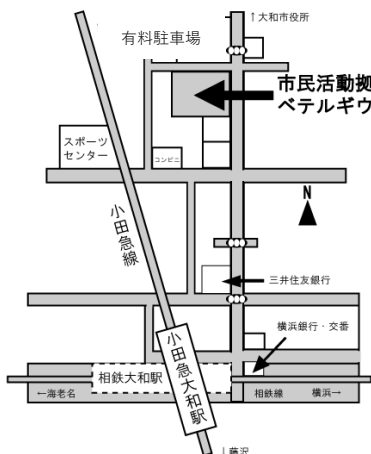 ↑大和市役所
有料駐車場
市民活動拠
ベテルギウ
スポーツ
センター
コンビニ
N
小田急線
三井住友銀行
横浜銀行・交番
小田急大和駅
相鉄大和駅
←海老名
相鉄線
横浜→
↓藤沢